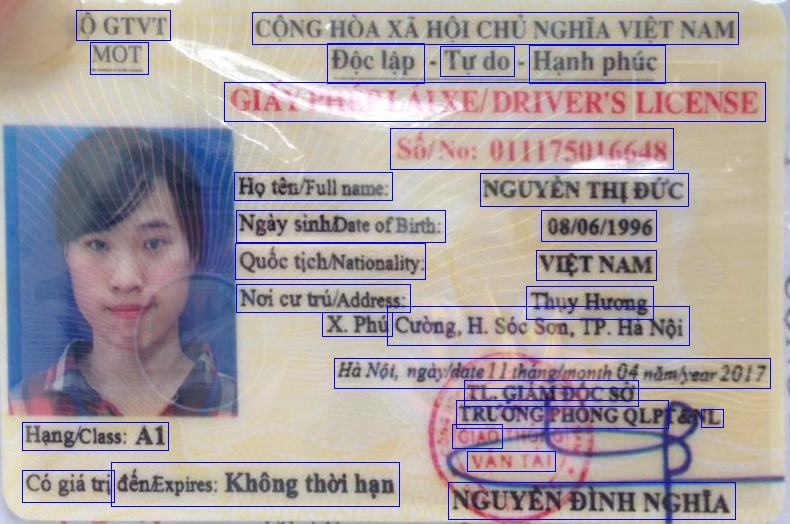 Ộ GTVT
MOT
CỘNG HÒA XÃ HỘI CHỦ NGHĨA VIỆT NAM
Độc lập - Tự do - Hạnh phúc
GIẤY PHÉP LÁI XE/DRIVER'S LICENSE
Số/No: 011175016648
Họ tên/Full name: NGUYỄN THỊ ĐỨC
Ngày sinh/Date of Birth: 08/06/1996
Quốc tịch/Nationality: VIỆT NAM
Nơi cư trú/Address: Thụy Hương
X. Phú Cường, H. Sóc Sơn, TP. Hà Nội
Hà Nội, ngày/date 11 tháng/month 04 năm/year 2017
TL. GIÁM ĐỐC SỞ
TRƯỞNG PHÒNG QLPT & NL
GIAO THÔNG
VẬN TẢI
Hạng/Class: A1
Có giá trị đến/Expires: Không thời hạn
NGUYỄN ĐÌNH NGHĨA